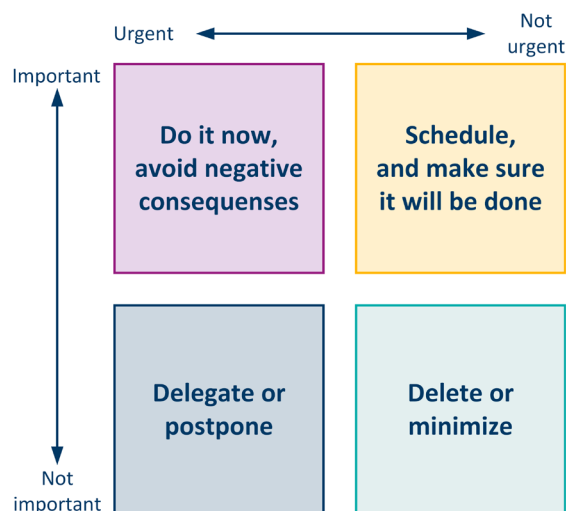 Urgent
Not
urgent
Important
Do it now,
avoid negative
consequenses
Schedule,
and make sure
it will be done
Delegate or
postpone
Delete or
minimize
Not
important